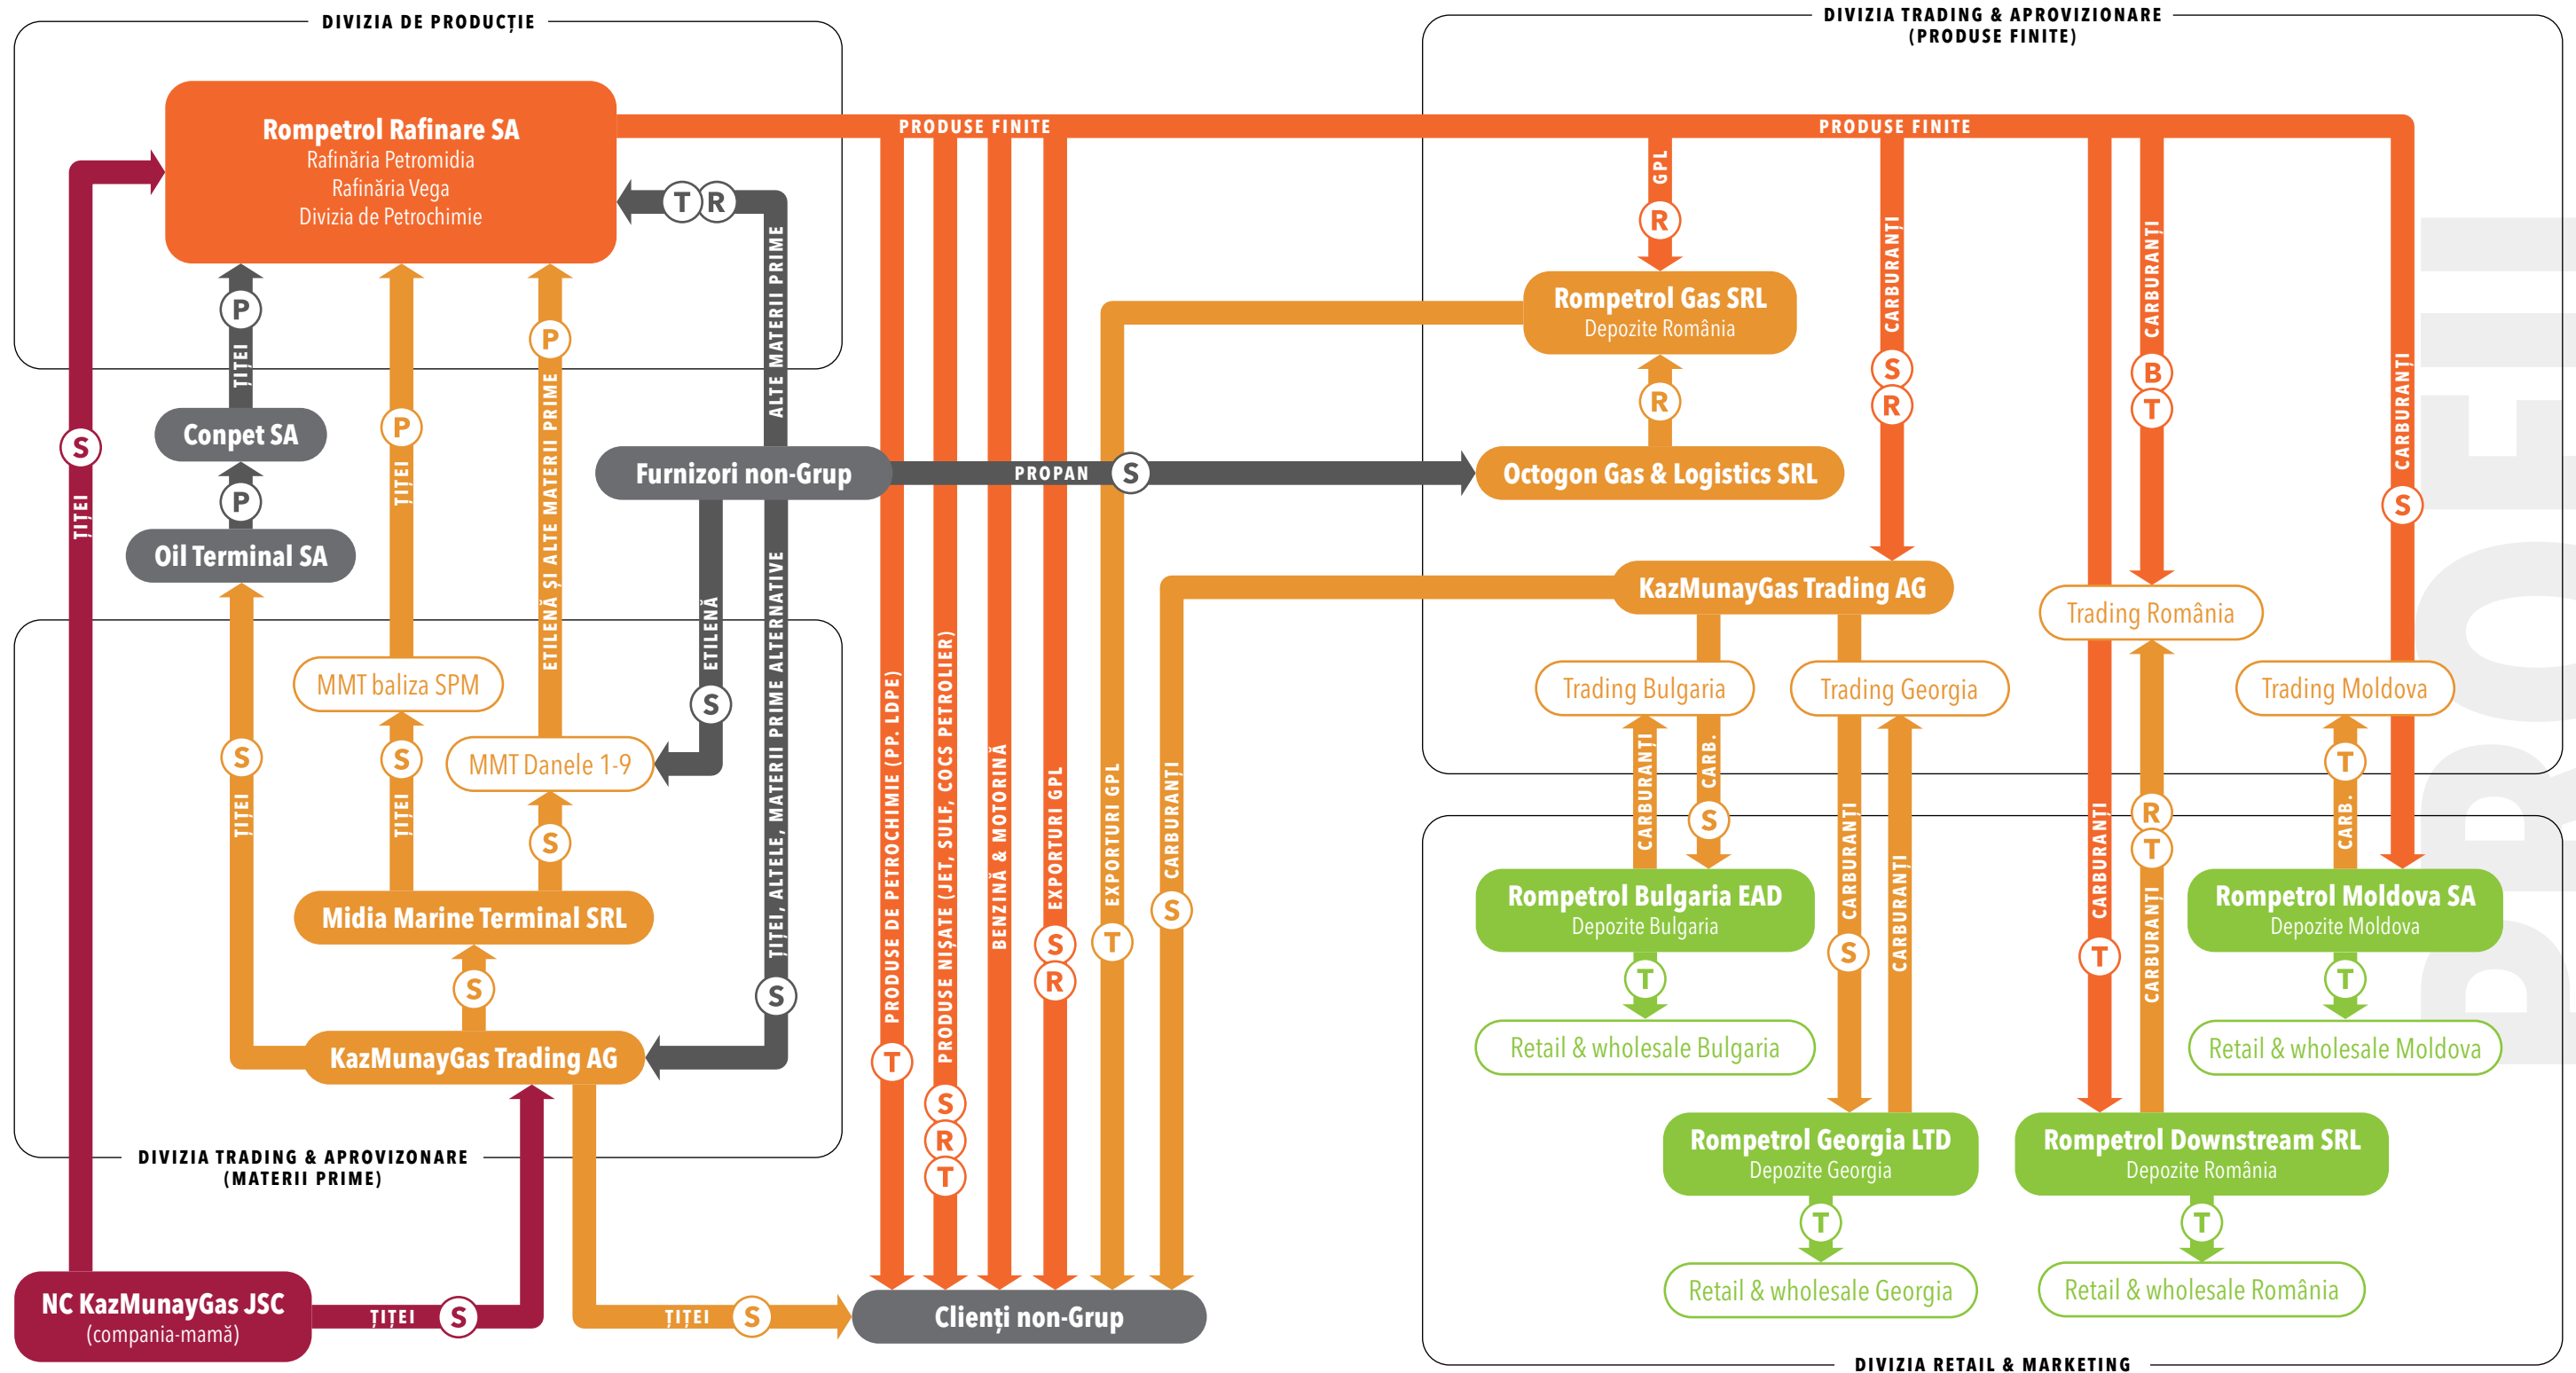 DIVIZIA DE PRODUCȚIE
DIVIZIA TRADING & APROVIZIONARE
(PRODUSE FINITE)
Rompetrol Rafinare SA
Rafinăria Petromidia
Rafinăria Vega
Divizia de Petrochimie
PRODUSE FINITE
PRODUSE FINITE
T R
ALTE MATERII PRIME
P
ȚIȚEI
Conpet SA
P
Oil Terminal SA
P
ȚIȚEI
P
ETILENĂ ȘI ALTE MATERII PRIME
S
ȚIȚEI
Furnizori non-Grup
PROPAN
S
ETILENĂ
S
ȚIȚEI, ALTELE, MATERII PRIME ALTERNATIVE
S
MMT baliza SPM
MMT Danele 1-9
S
ȚIȚEI
S
ȚIȚEI
S
Midia Marine Terminal SRL
S
KazMunayGas Trading AG
DIVIZIA TRADING & APROVIZONARE
(MATERII PRIME)
NC KazMunayGas JSC
(compania-mamă)
ȚIȚEI
S
ȚIȚEI
S
Clienți non-Grup
PRODUSE DE PETROCHIMIE (PP. LDPE)
T
PRODUSE NIȘATE (JET, SULF, COCS PETROLIER)
S
R
T
BENZINĂ & MOTORINĂ
EXPORTURI GPL
S
R
EXPORTURI GPL
T
CARBURANȚI
S
GPL
R
Rompetrol Gas SRL
Depozite România
R
Octogon Gas & Logistics SRL
CARBURANȚI
S
R
KazMunayGas Trading AG
CARBURANȚI
B
T
Trading România
CARBURANȚI
S
Trading Bulgaria
Trading Georgia
Trading Moldova
CARBURANȚI
CARB.
S
CARBURANȚI
S
CARBURANȚI
CARBURANȚI
T
R
T
CARBURANȚI
T
CARB.
Rompetrol Bulgaria EAD
Depozite Bulgaria
T
Retail & wholesale Bulgaria
Rompetrol Moldova SA
Depozite Moldova
T
Retail & wholesale Moldova
Rompetrol Georgia LTD
Depozite Georgia
T
Retail & wholesale Georgia
Rompetrol Downstream SRL
Depozite România
T
Retail & wholesale România
DIVIZIA RETAIL & MARKETING